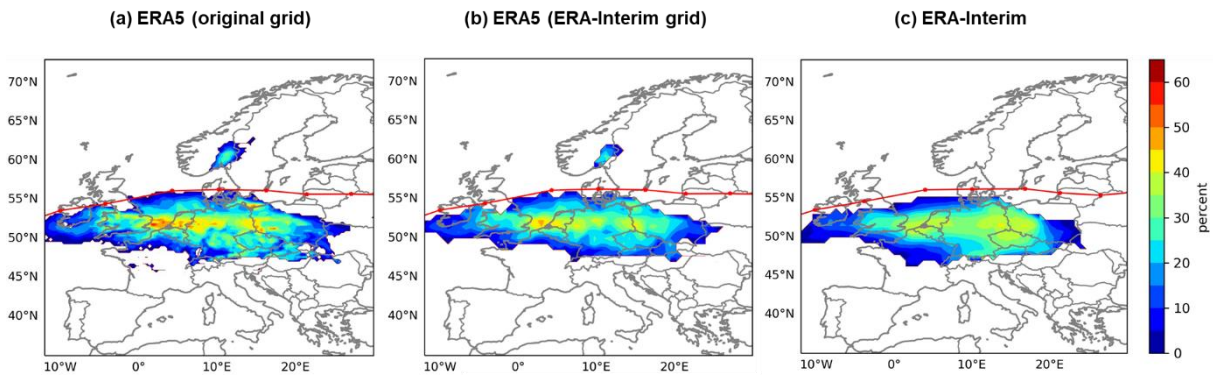 (a) ERA5 (original grid)
(b) ERA5 (ERA-Interim grid)
(c) ERA-Interim
70°N
65°N
60°N
55°N
50°N
45°N
40°N
10°W 0° 10°E 20°E
70°N
65°N
60°N
55°N
50°N
45°N
40°N
10°W 0° 10°E 20°E
70°N
65°N
60°N
55°N
50°N
45°N
40°N
10°W 0° 10°E 20°E
60
50
40
30
20
10
0
percent